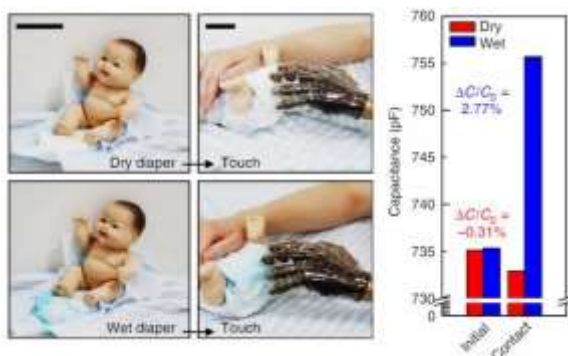 Dry diaper → Touch
Wet diaper → Touch
760
755
750
745
740
735
730
0
Capacitance (pF)
Dry
Wet
ΔC/C₀ =
2.77%
ΔC/C₀ =
−0.31%
Initial
Contact